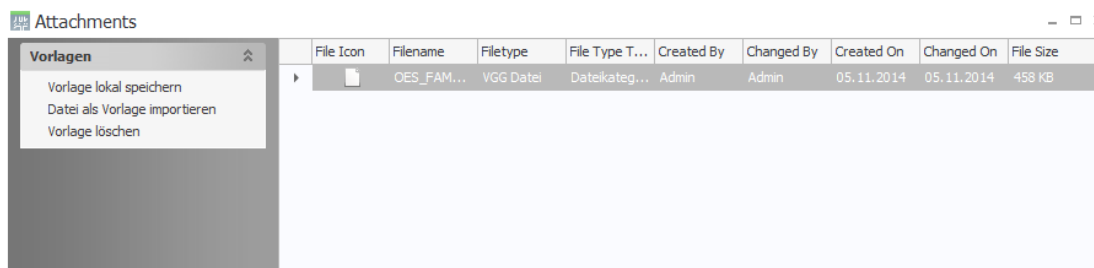 Attachments
Vorlagen
Vorlage lokal speichern
Datei als Vorlage importieren
Vorlage löschen
File Icon Filename Filetype File Type T... Created By Changed By Created On Changed On File Size
OES_FAM... VGG Datei Dateikateg... Admin Admin 05.11.2014 05.11.2014 458 KB